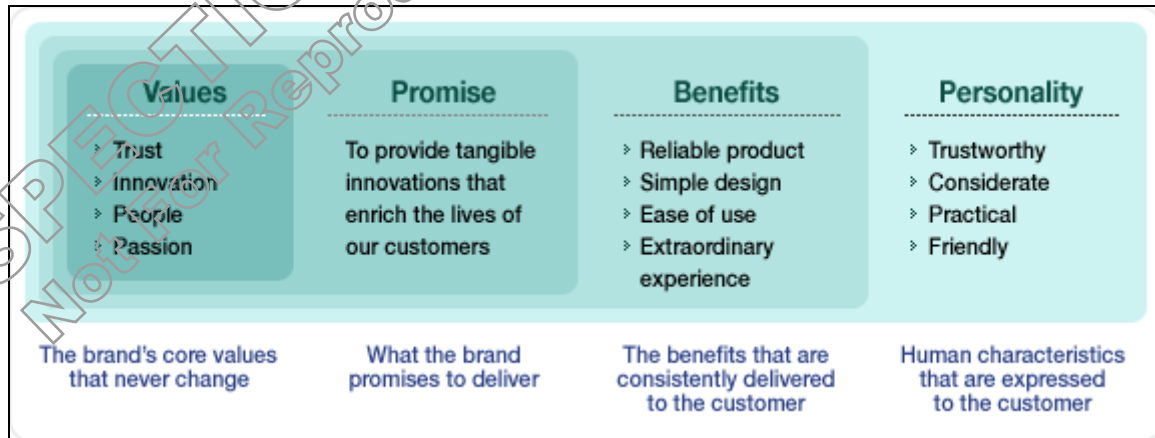 Values
> Trust
> Innovation
> People
> Passion
Promise
To provide tangible
innovations that
enrich the lives of
our customers
Benefits
> Reliable product
> Simple design
> Ease of use
> Extraordinary
experience
Personality
> Trustworthy
> Considerate
> Practical
> Friendly
The brand's core values
that never change
What the brand
promises to deliver
The benefits that are
consistently delivered
to the customer
Human characteristics
that are expressed
to the customer
Not For